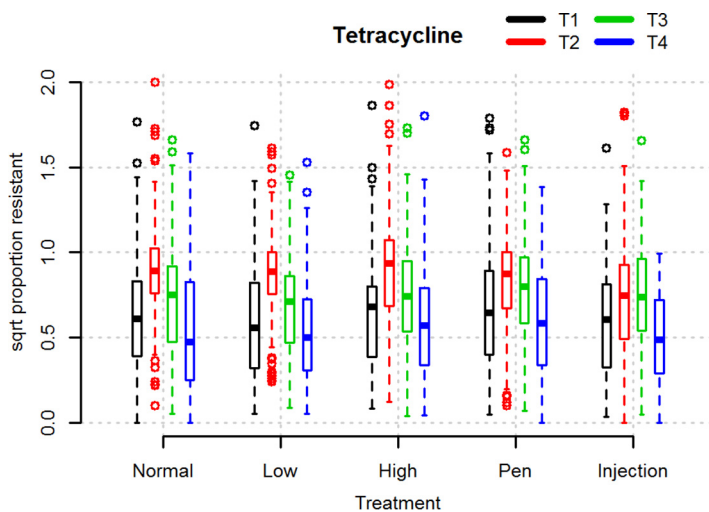 Tetracycline
T1 T3
T2 T4
sqrt proportion resistant
2.0
1.5
1.0
0.5
0.0
Normal Low High Pen Injection
Treatment